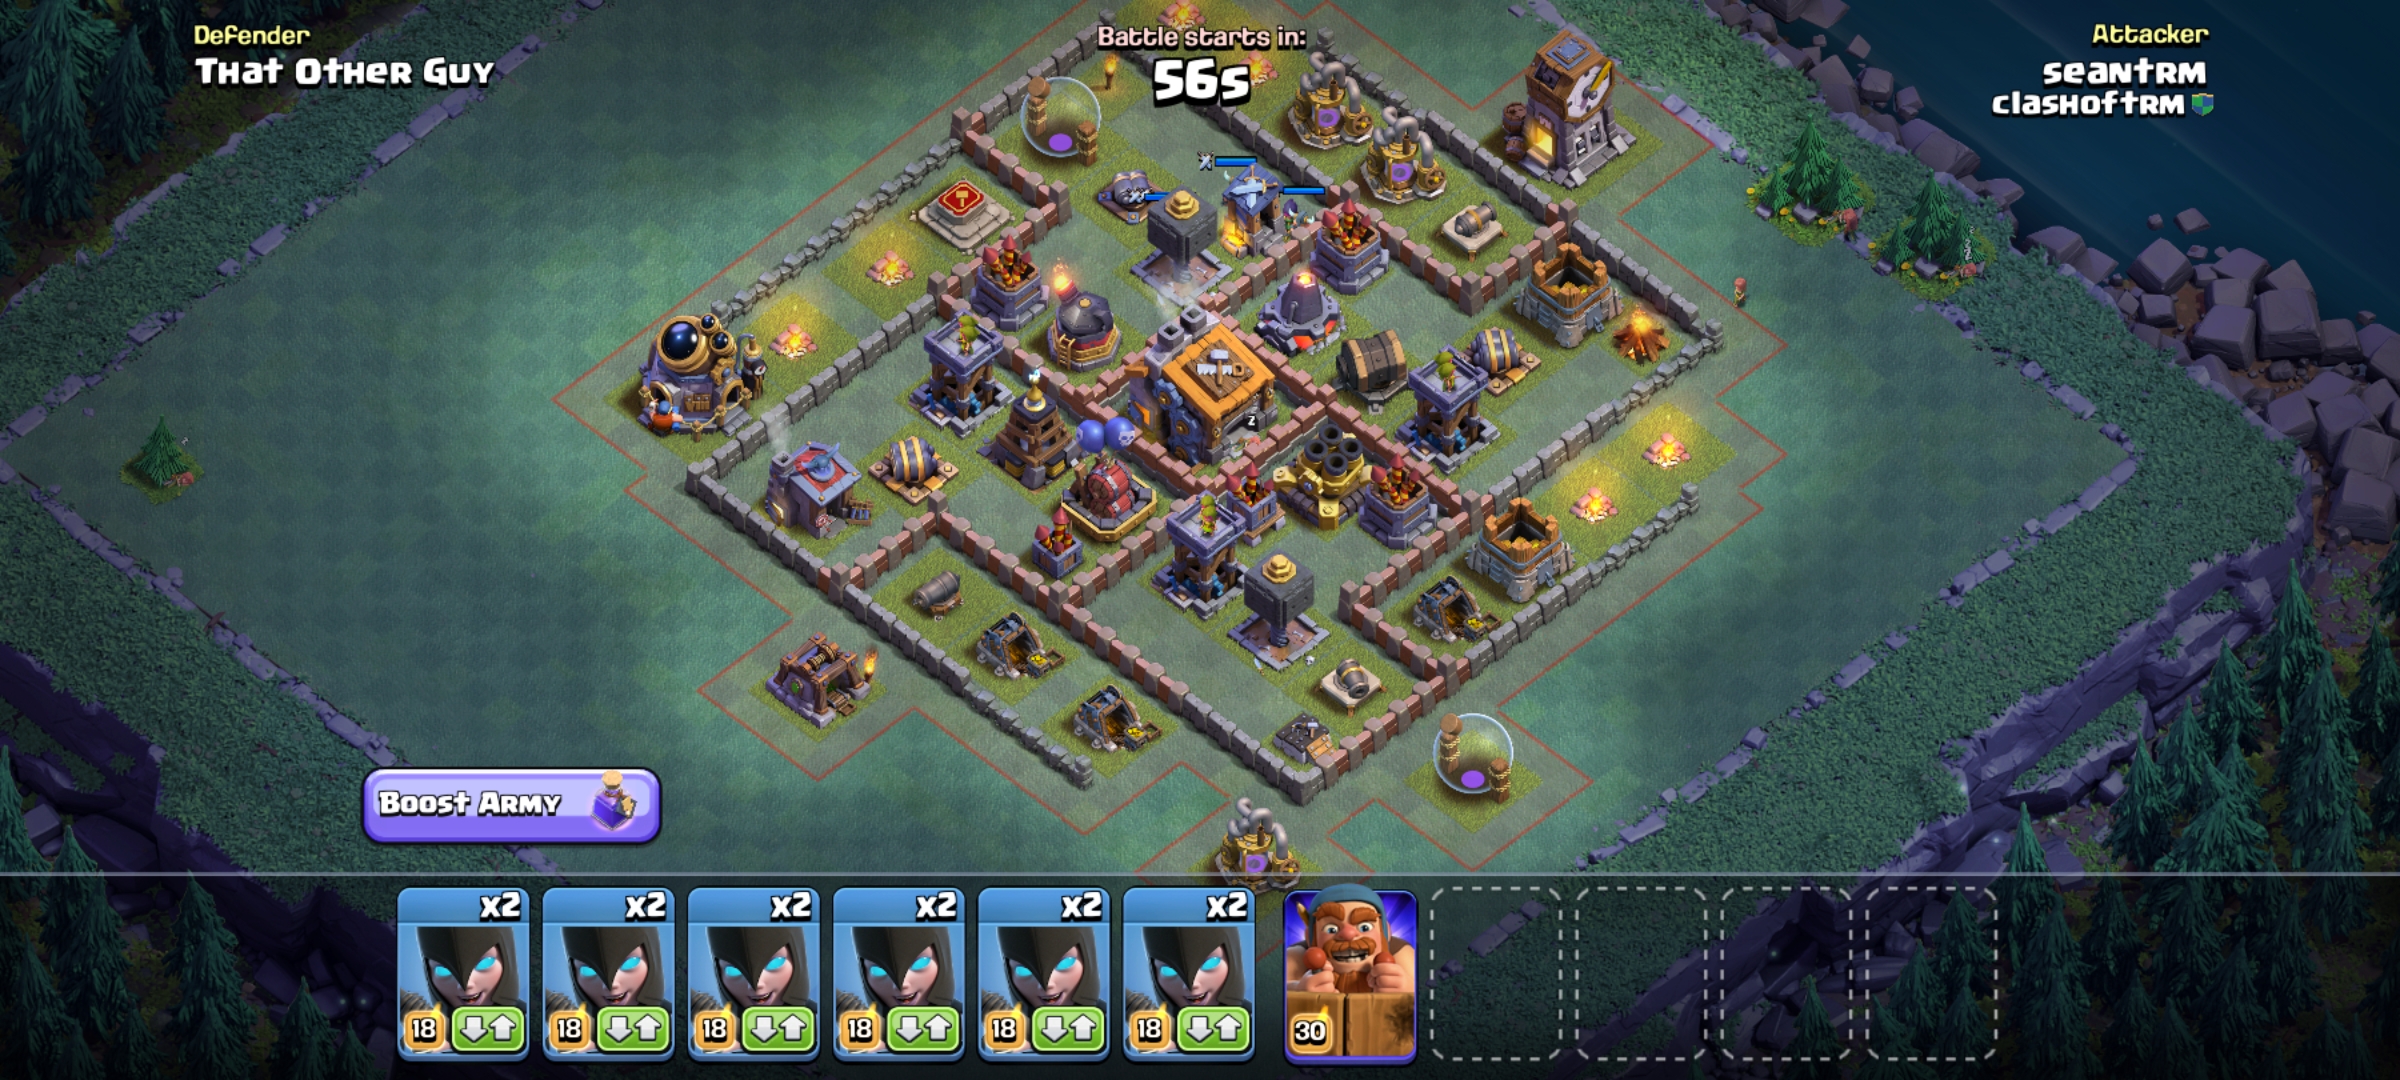 Defender
That Other Guy
Battle starts in:
56s
Attacker
seantrm
clashoftrm
Boost Army
x2
x2
x2
x2
x2
x2
18
18
18
18
18
18
30